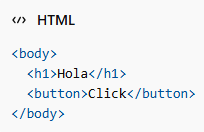 </> HTML
<body>
  <h1>Hola</h1>
  <button>Click</button>
</body>